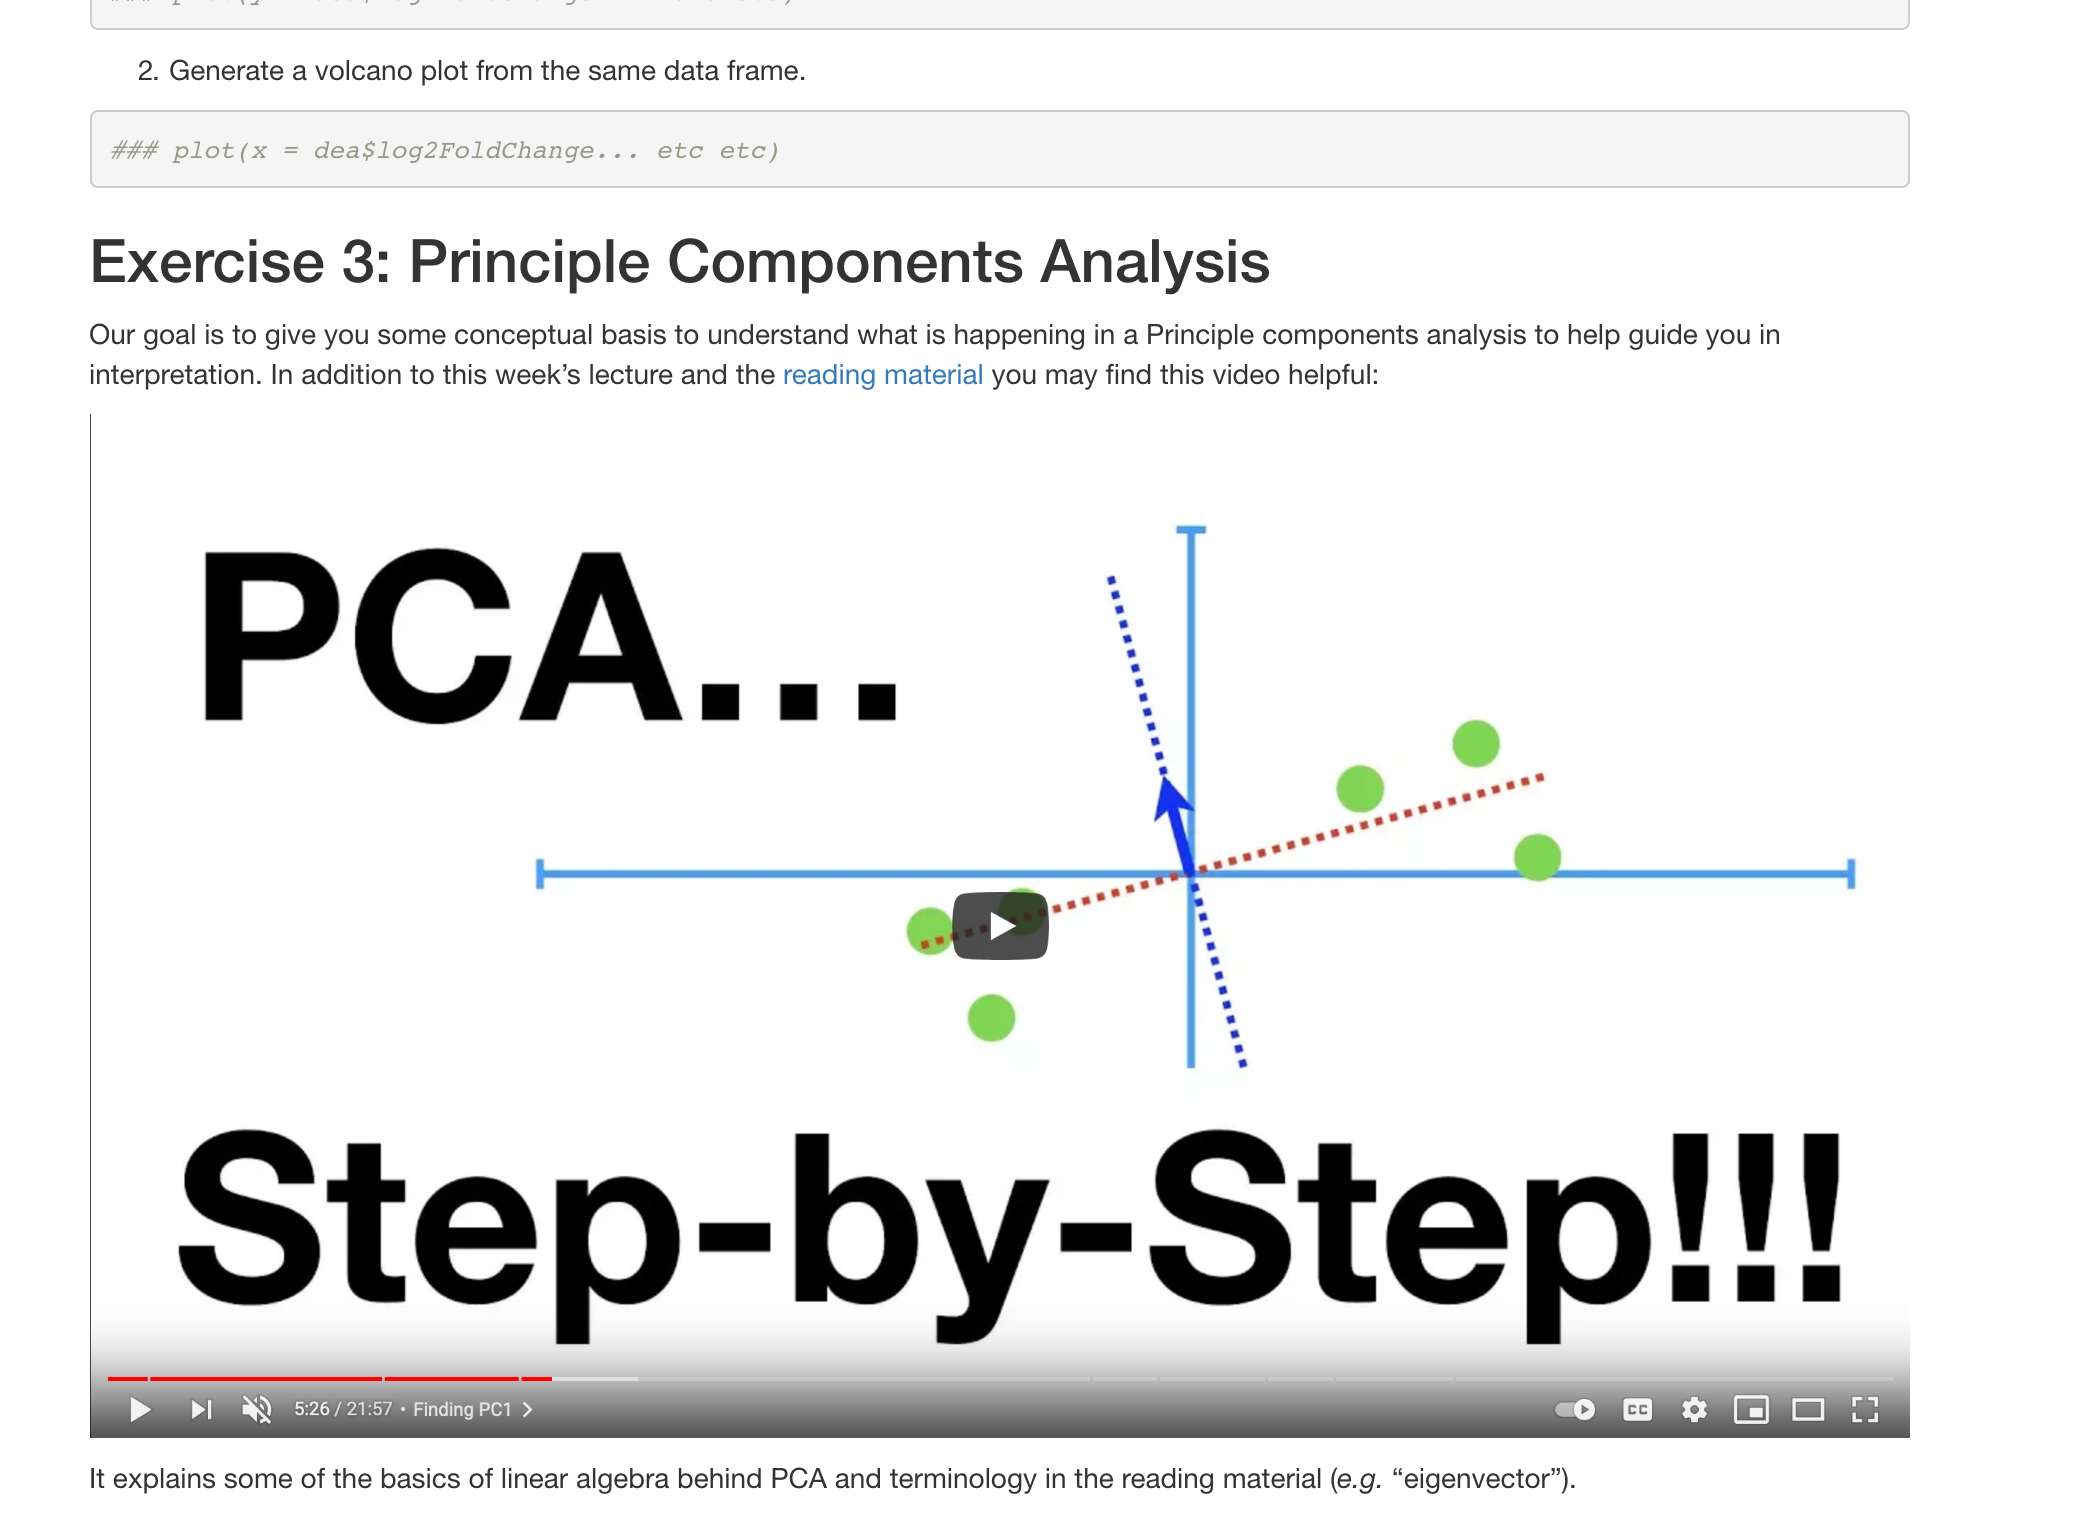 2. Generate a volcano plot from the same data frame.
### plot(x = dea$log2FoldChange... etc etc)
Exercise 3: Principle Components Analysis
Our goal is to give you some conceptual basis to understand what is happening in a Principle components analysis to help guide you in
interpretation. In addition to this week’s lecture and the reading material you may find this video helpful:
PCA...
Step-by-Step!!!
5:26 / 21:57 • Finding PC1
CC
It explains some of the basics of linear algebra behind PCA and terminology in the reading material (e.g. “eigenvector”).